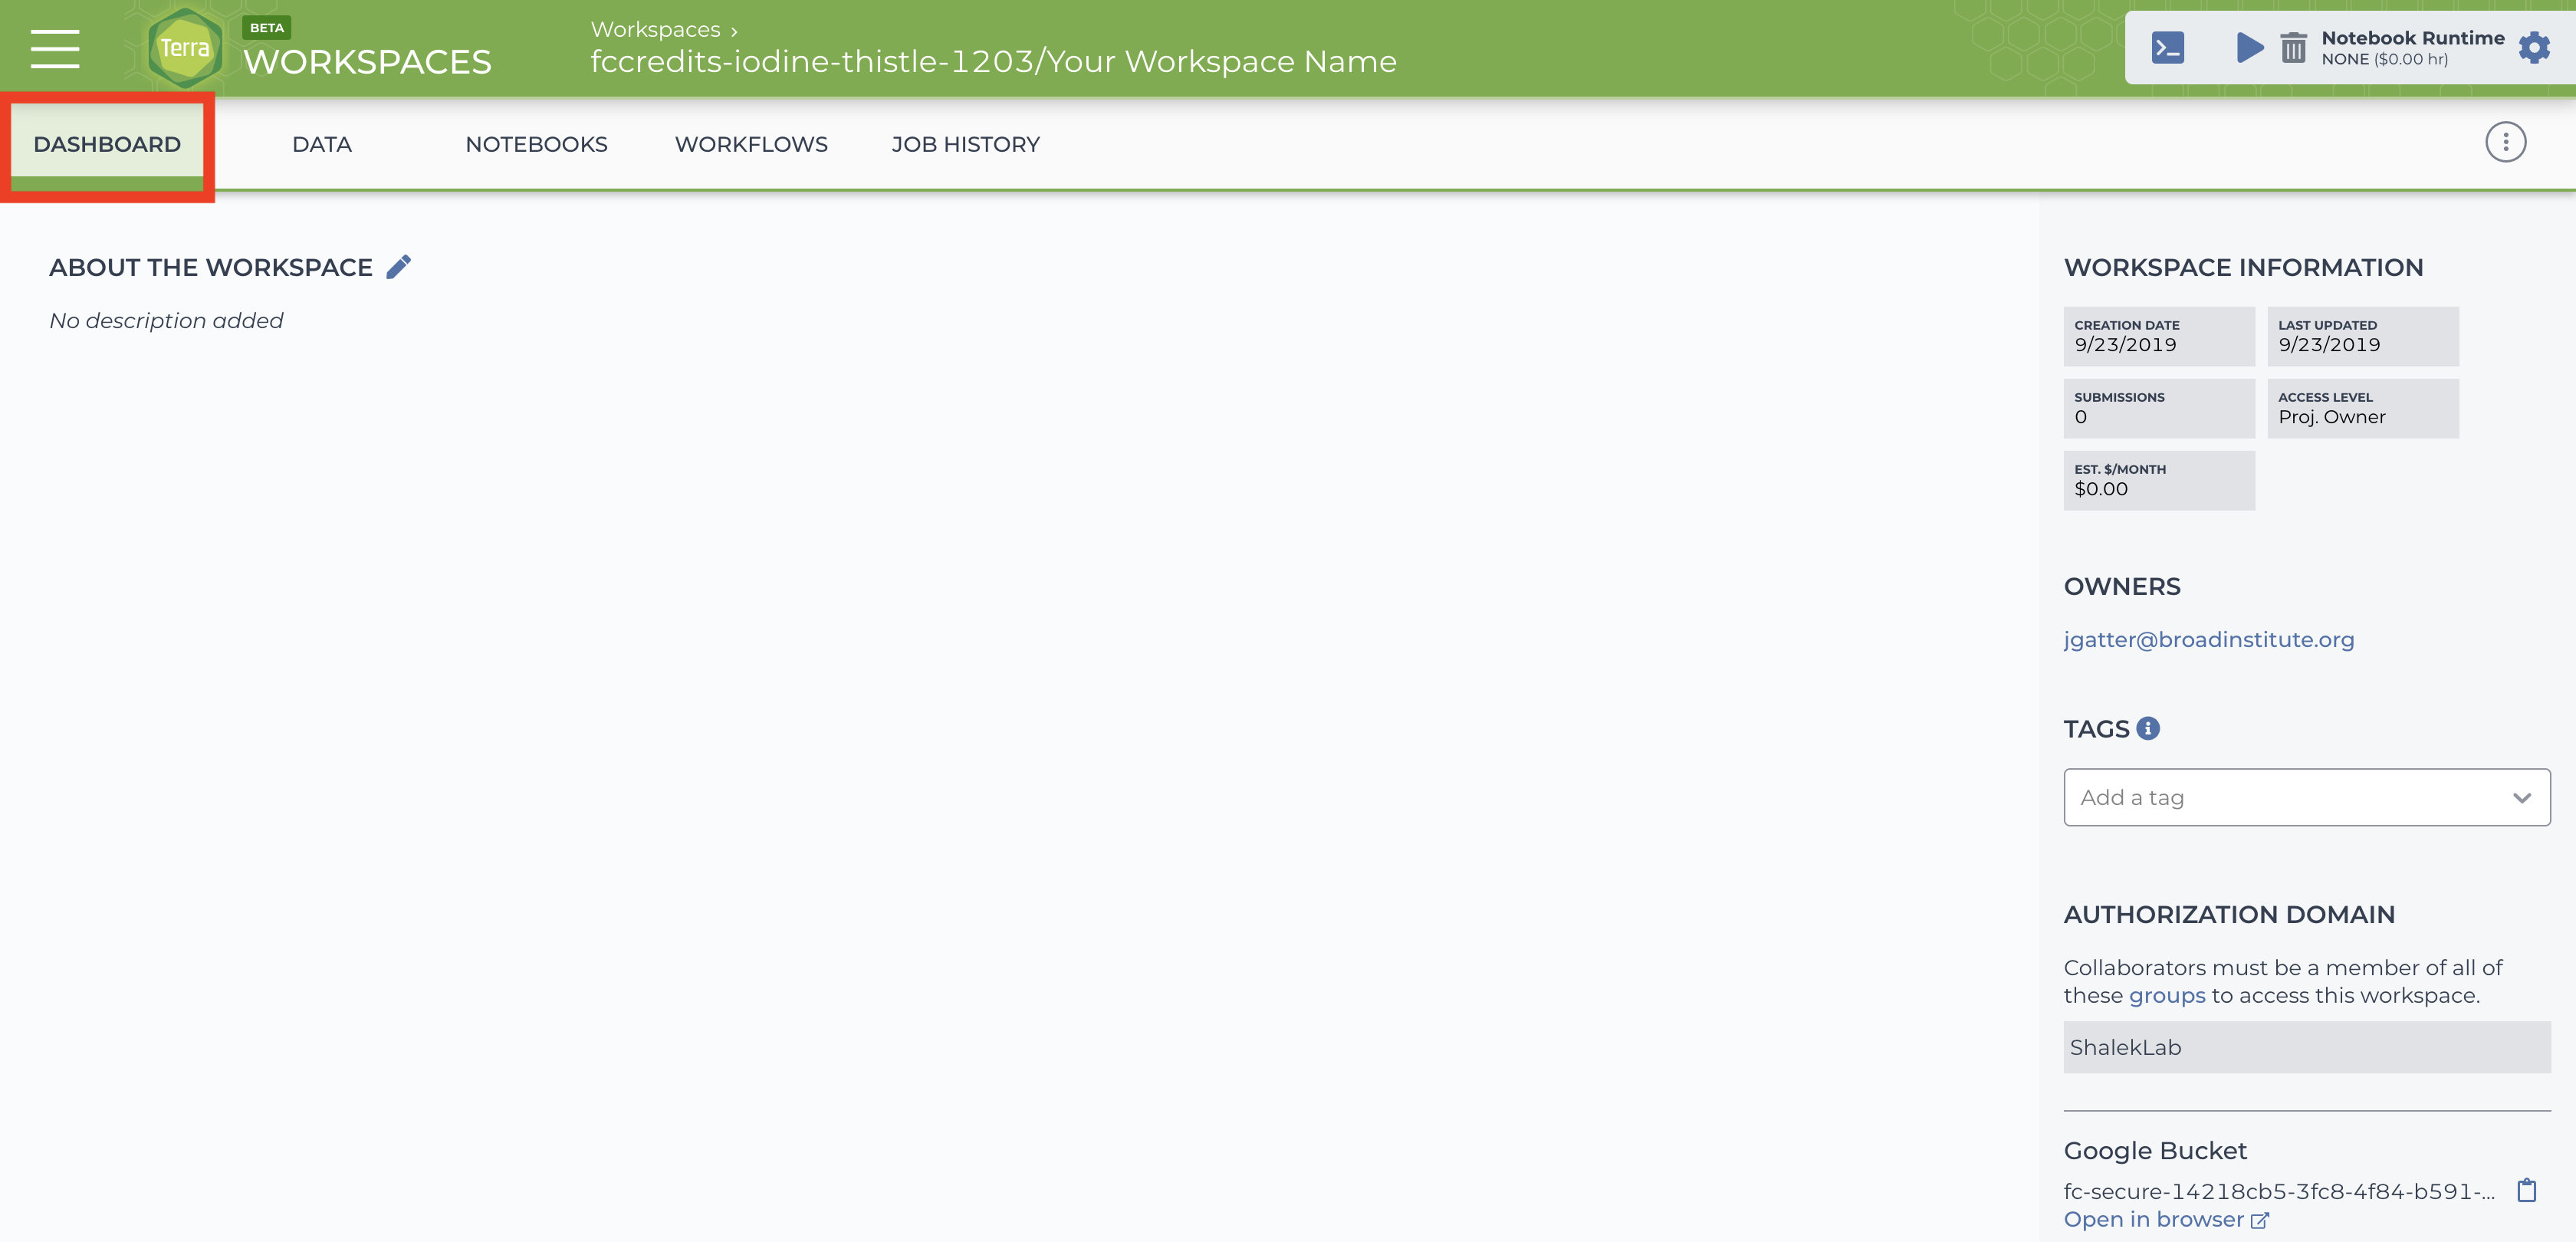 Terra
BETA
WORKSPACES
Workspaces ›
fccredits-iodine-thistle-1203/Your Workspace Name
Notebook Runtime
NONE ($0.00 hr)
DASHBOARD
DATA
NOTEBOOKS
WORKFLOWS
JOB HISTORY
ABOUT THE WORKSPACE
No description added
WORKSPACE INFORMATION
CREATION DATE
9/23/2019
LAST UPDATED
9/23/2019
SUBMISSIONS
0
ACCESS LEVEL
Proj. Owner
EST. $/MONTH
$0.00
OWNERS
jgatter@broadinstitute.org
TAGS
Add a tag
AUTHORIZATION DOMAIN
Collaborators must be a member of all of
these groups to access this workspace.
ShalekLab
Google Bucket
fc-secure-14218cb5-3fc8-4f84-b591-...
Open in browser